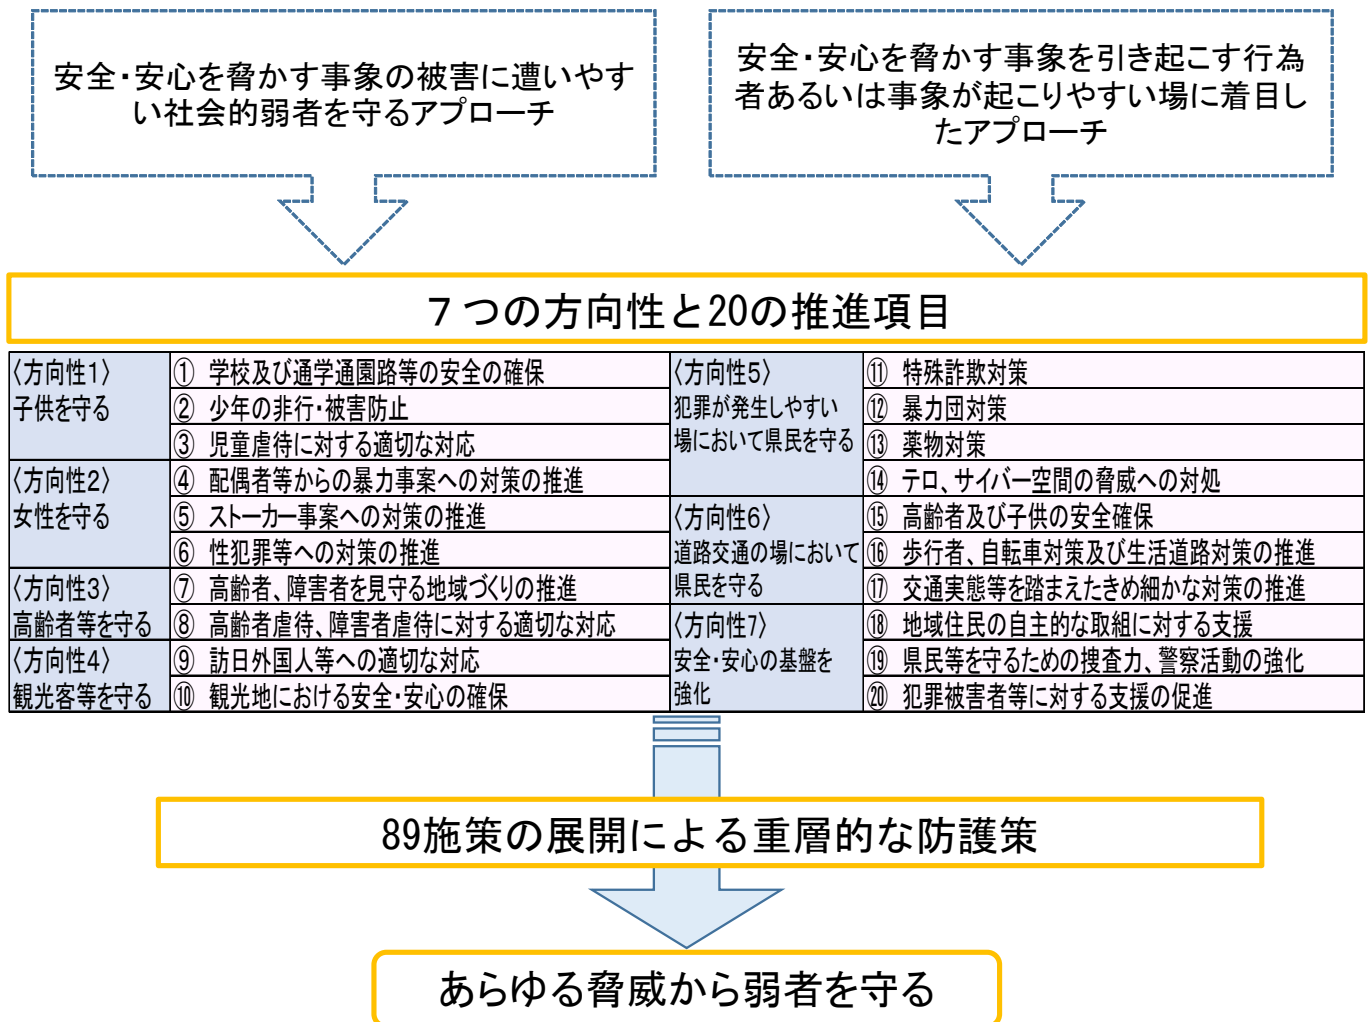 安全・安心を脅かす事象の被害に遭いやす
い社会的弱者を守るアプローチ
安全・安心を脅かす事象を引き起こす行為
者あるいは事象が起こりやすい場に着目し
たアプローチ
７つの方向性と20の推進項目
〈方向性1〉
子供を守る
① 学校及び通学通園路等の安全の確保
② 少年の非行・被害防止
③ 児童虐待に対する適切な対応
〈方向性2〉
女性を守る
④ 配偶者等からの暴力事案への対策の推進
⑤ ストーカー事案への対策の推進
⑥ 性犯罪等への対策の推進
〈方向性3〉
高齢者等を守る
⑦ 高齢者、障害者を見守る地域づくりの推進
⑧ 高齢者虐待、障害者虐待に対する適切な対応
〈方向性4〉
観光客等を守る
⑨ 訪日外国人等への適切な対応
⑩ 観光地における安全・安心の確保
〈方向性5〉
犯罪が発生しやすい
場において県民を守る
⑪ 特殊詐欺対策
⑫ 暴力団対策
⑬ 薬物対策
⑭ テロ、サイバー空間の脅威への対処
〈方向性6〉
道路交通の場において
県民を守る
⑮ 高齢者及び子供の安全確保
⑯ 歩行者、自転車対策及び生活道路対策の推進
⑰ 交通実態等を踏まえたきめ細かな対策の推進
〈方向性7〉
安全・安心の基盤を
強化
⑱ 地域住民の自主的な取組に対する支援
⑲ 県民等を守るための捜査力、警察活動の強化
⑳ 犯罪被害者等に対する支援の促進
89施策の展開による重層的な防護策
あらゆる脅威から弱者を守る